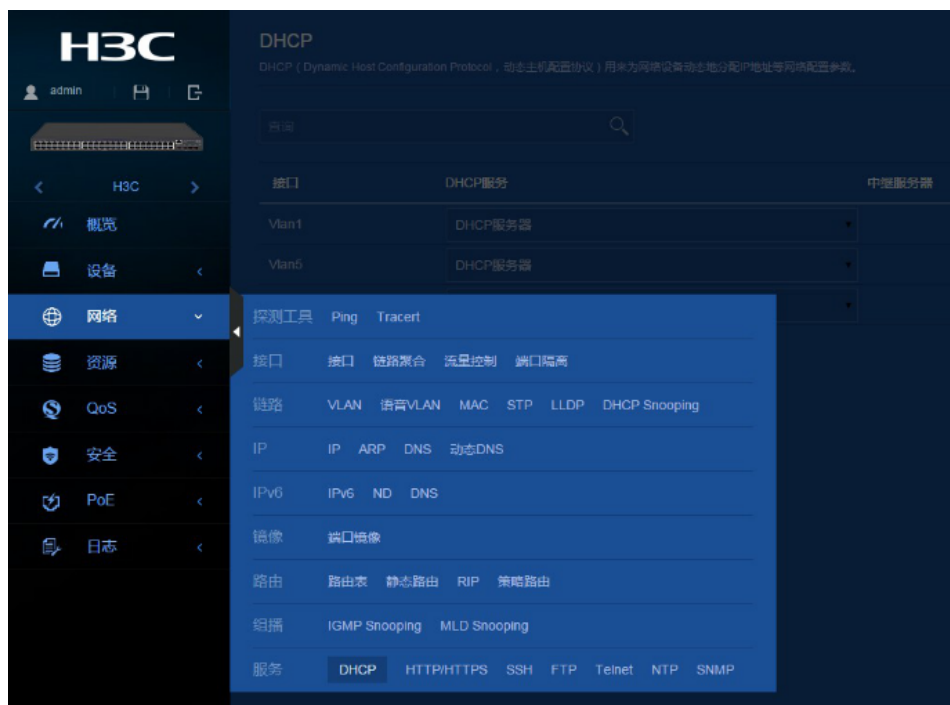 H3C
admin
H3C
概览
设备
网络
资源
QoS
安全
PoE
日志
DHCP
DHCP（Dynamic Host Configuration Protocol，动态主机配置协议）用来为网络设备动态地分配IP地址等网络配置参数。
查询
接口 DHCP服务 中继服务器
Vlan1 DHCP服务器
Vlan5 DHCP服务器
探测工具 Ping Tracert
接口 接口 链路聚合 流量控制 端口隔离
链路 VLAN 语音VLAN MAC STP LLDP DHCP Snooping
IP IP ARP DNS 动态DNS
IPv6 IPv6 ND DNS
镜像 端口镜像
路由 路由表 静态路由 RIP 策略路由
组播 IGMP Snooping MLD Snooping
服务 DHCP HTTP/HTTPS SSH FTP Telnet NTP SNMP